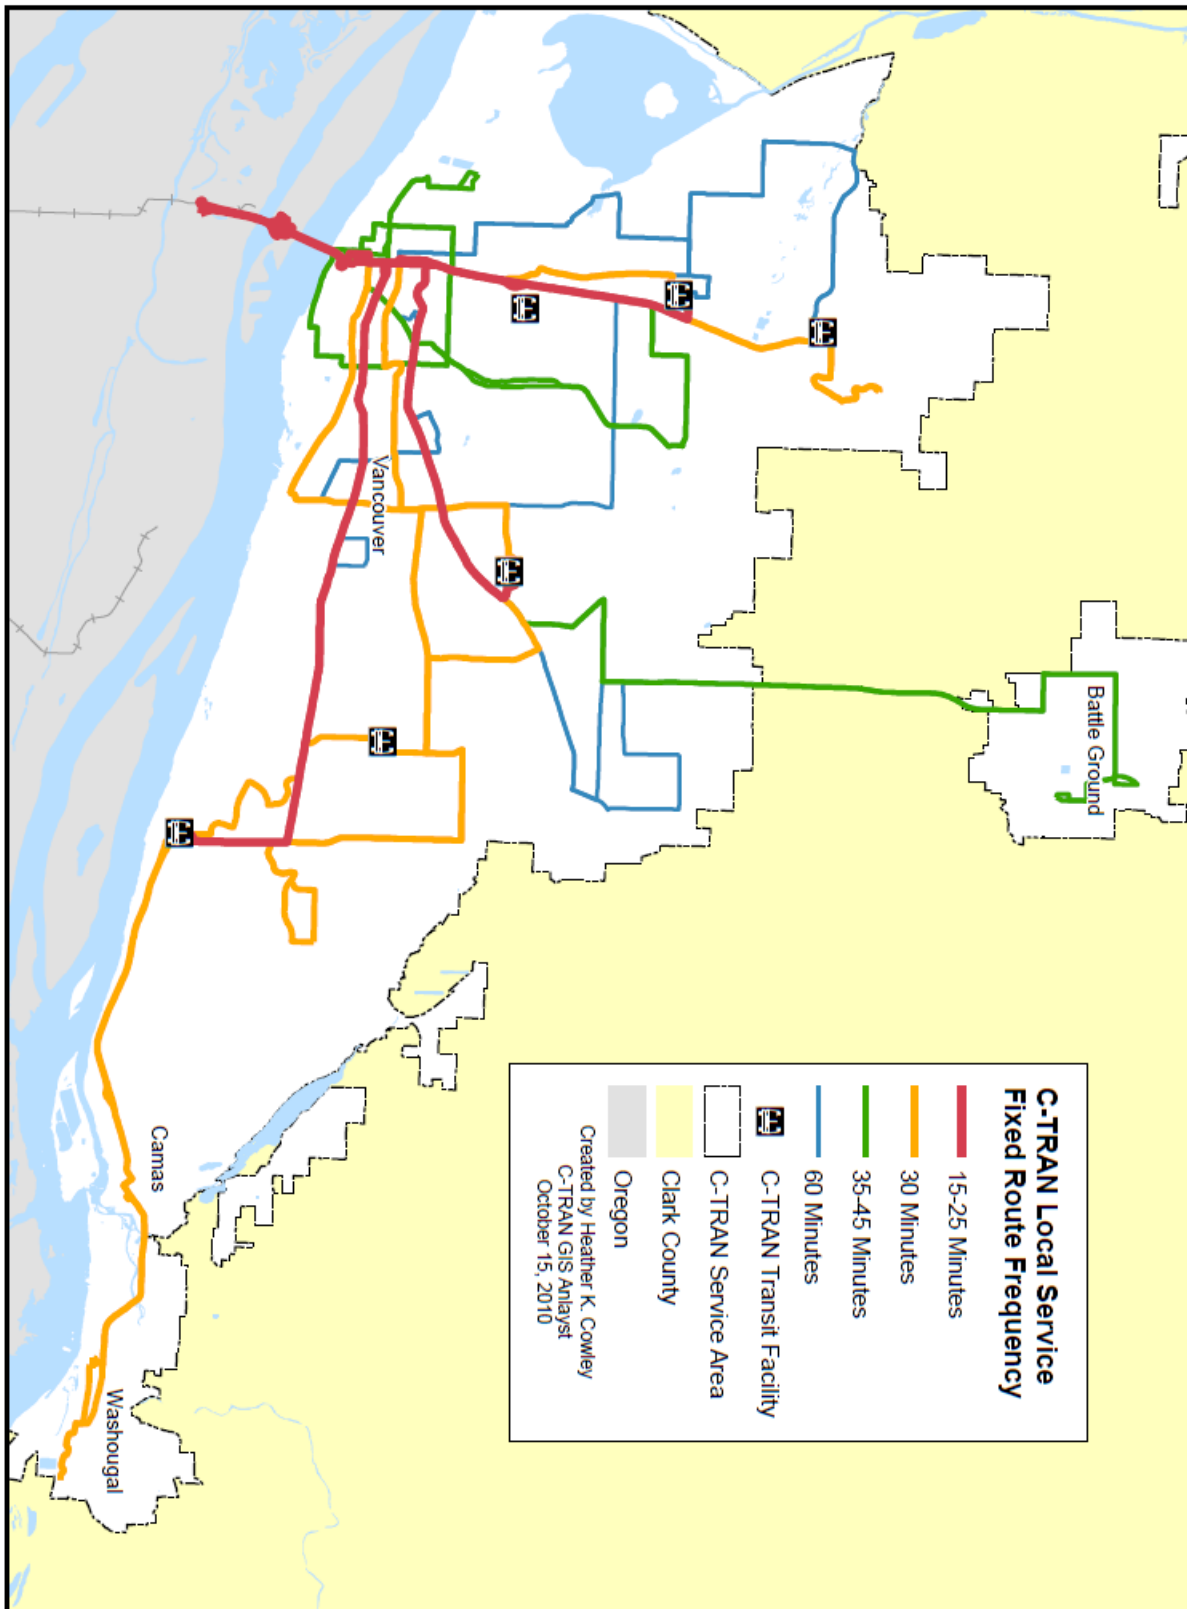 C-TRAN Local Service
Fixed Route Frequency
15-25 Minutes
30 Minutes
35-45 Minutes
60 Minutes
C-TRAN Transit Facility
C-TRAN Service Area
Clark County
Oregon
Created by Heather K. Cowley
C-TRAN GIS Anlayst
October 15, 2010
Battle Ground
Vancouver
Camas
Washougal